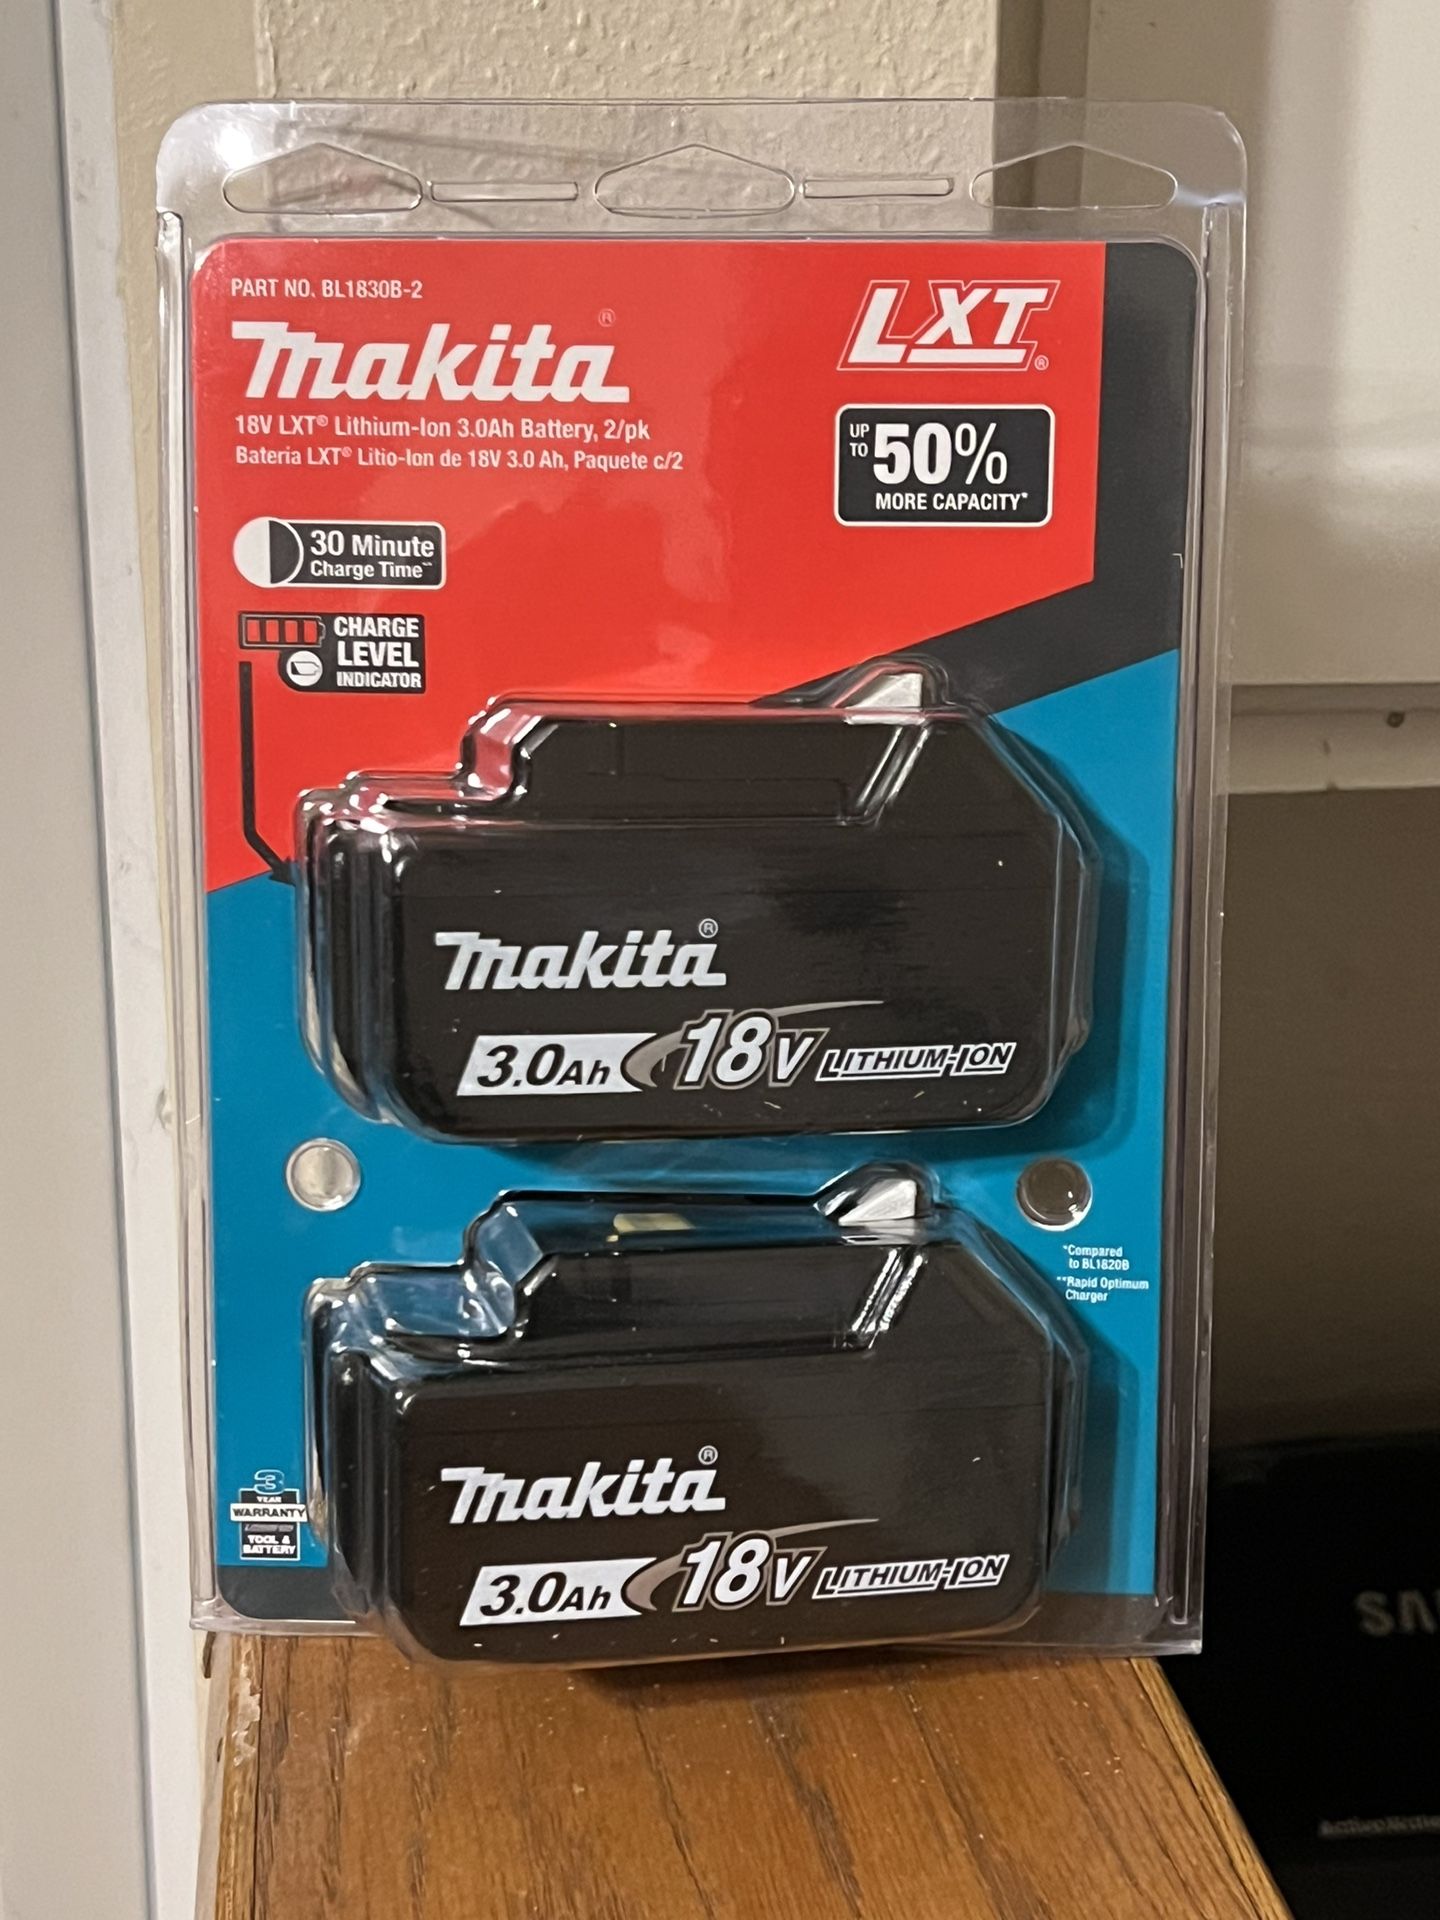 PART NO. BL1830B-2
makita®
18V LXT® Lithium-Ion 3.0Ah Battery, 2/pk
Bateria LXT® Litio-Ion de 18V 3.0 Ah, Paquete c/2
LXT®
UP TO 50%
MORE CAPACITY*
30 Minute
Charge Time**
CHARGE
LEVEL
INDICATOR
makita®
3.0Ah 18V LITHIUM-ION
*Compared
to BL1820B
**Rapid Optimum
Charger
makita®
3.0Ah 18V LITHIUM-ION
3
YEAR
WARRANTY
TOOL &
BATTERY
SA